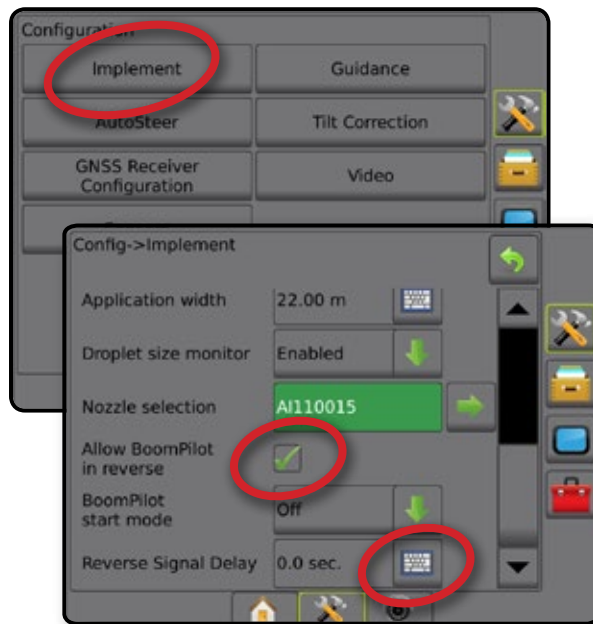 Configuration
Implement
Guidance
AutoSteer
Tilt Correction
GNSS Receiver
Configuration
Video
Config->Implement
Application width
22.00 m
Droplet size monitor
Enabled
Nozzle selection
AI110015
Allow BoomPilot
in reverse
BoomPilot
start mode
Off
Reverse Signal Delay
0.0 sec.